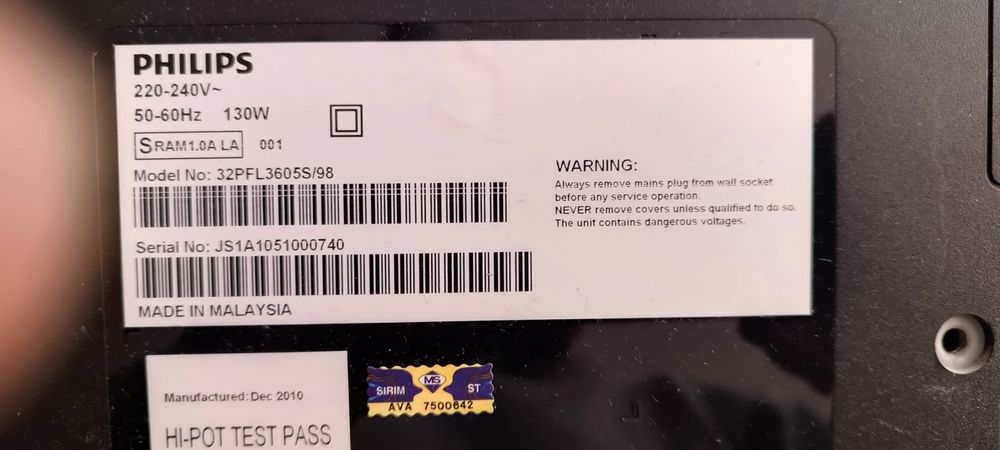 PHILIPS
220-240V~
50-60Hz 130W
SRAM1.0A LA 001
Model No: 32PFL3605S/98
Serial No: JS1A1051000740
MADE IN MALAYSIA
WARNING:
Always remove mains plug from wall socket
before any service operation.
NEVER remove covers unless qualified to do so.
The unit contains dangerous voltages.
Manufactured: Dec 2010
HI-POT TEST PASS
SIRIM MS ST
AVA 7500642